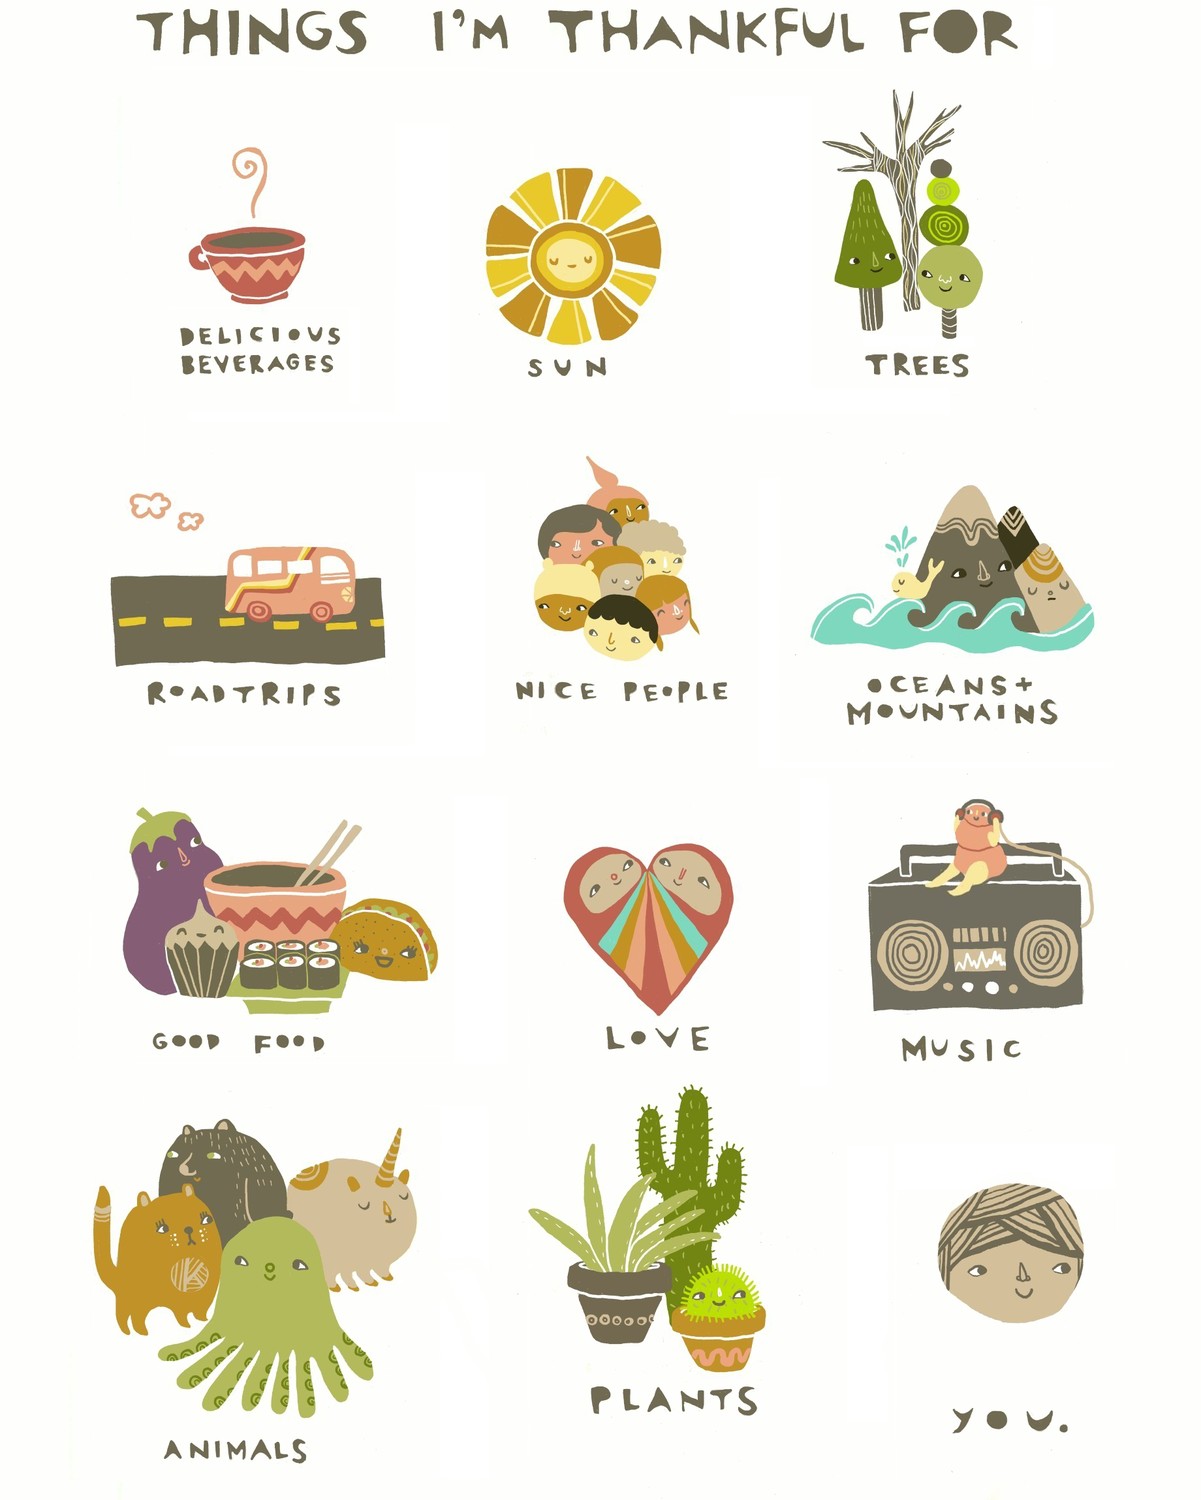 THINGS I'M THANKFUL FOR
DELICIOUS
BEVERAGES
SUN
TREES
ROADTRIPS
NICE PEOPLE
OCEANS+
MOUNTAINS
GOOD FOOD
LOVE
MUSIC
ANIMALS
PLANTS
YOU.